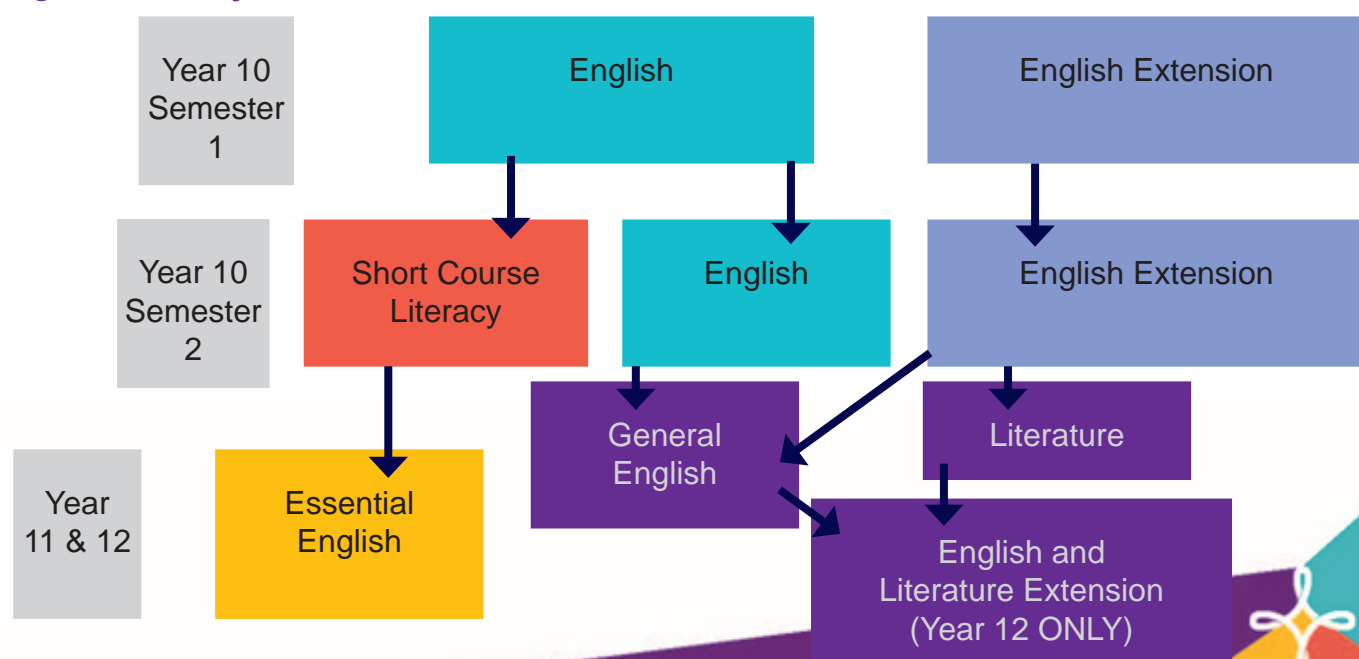 Year 10
Semester
1
English
English Extension
Year 10
Semester
2
Short Course
Literacy
English
English Extension
General
English
Literature
Year
11 & 12
Essential
English
English and
Literature Extension
(Year 12 ONLY)